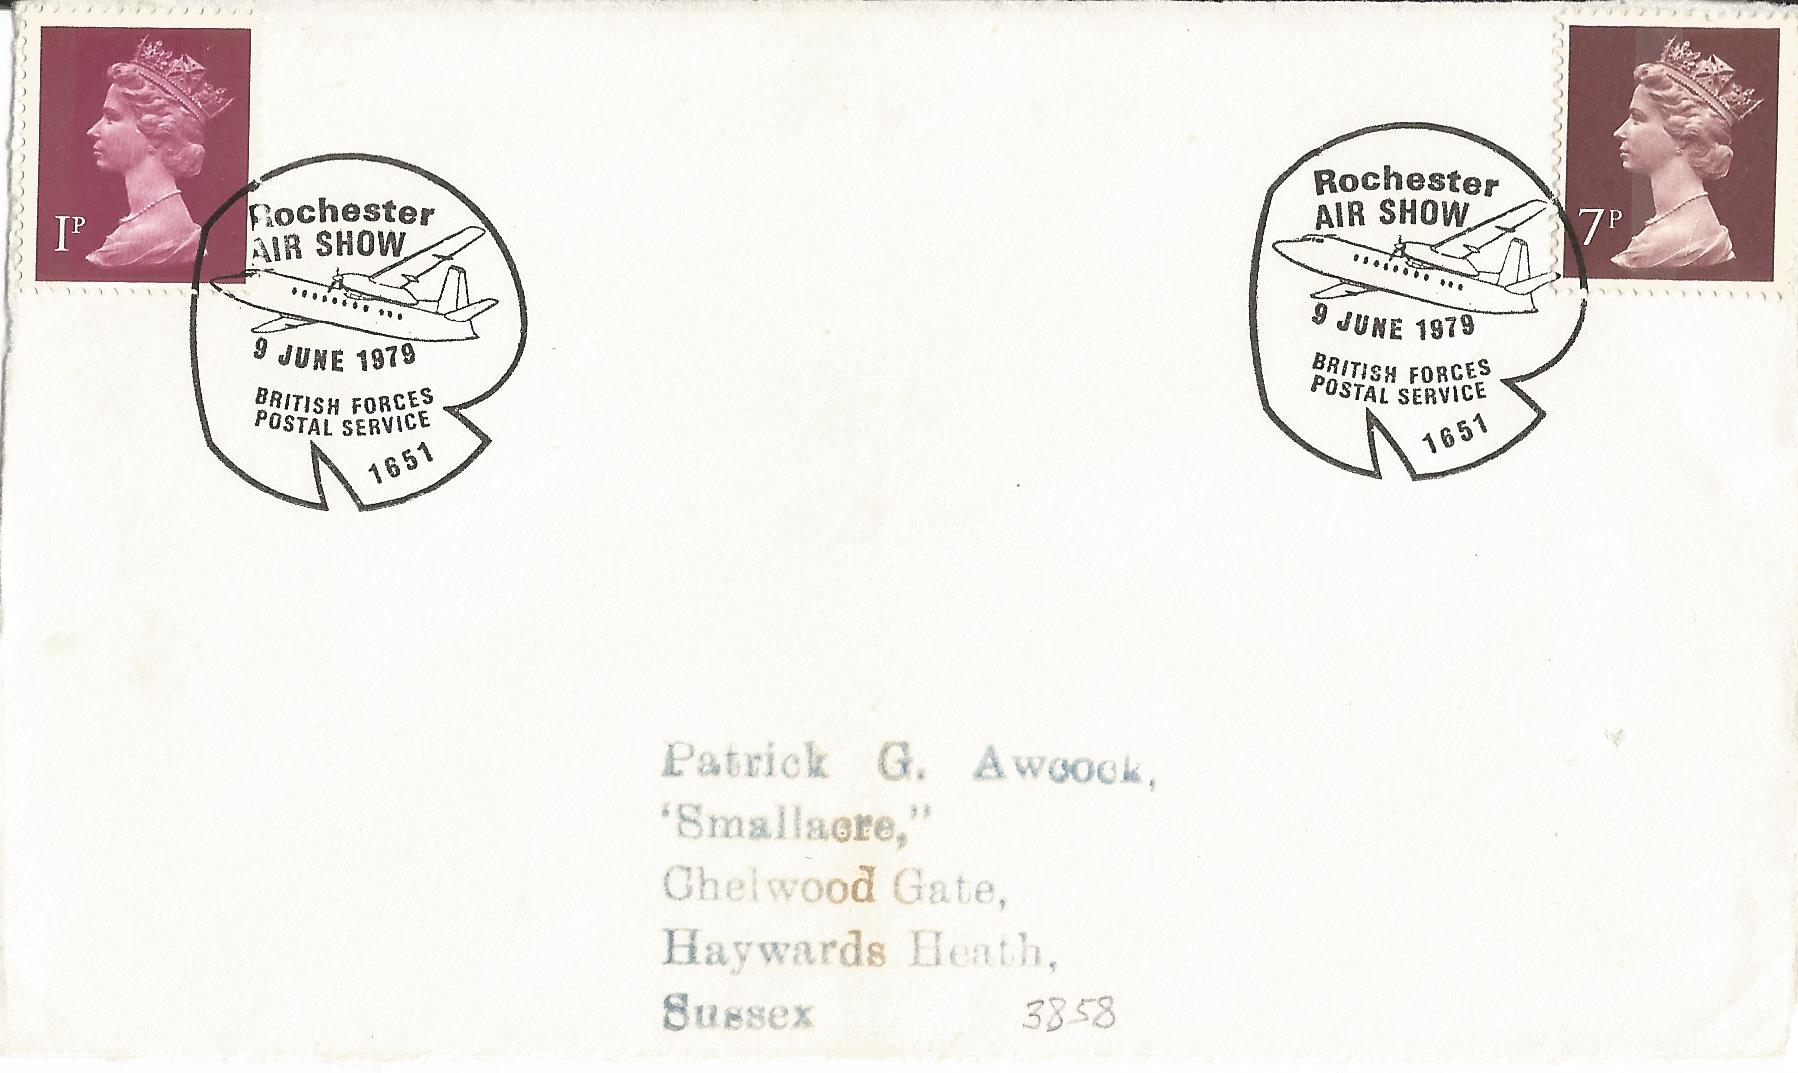 1P
Rochester
AIR SHOW
9 JUNE 1979
BRITISH FORCES
POSTAL SERVICE
1651
7P
Rochester
AIR SHOW
9 JUNE 1979
BRITISH FORCES
POSTAL SERVICE
1651
Patrick G. Awcock,
‘Smallacre,”
Chelwood Gate,
Haywards Heath,
Sussex 3858